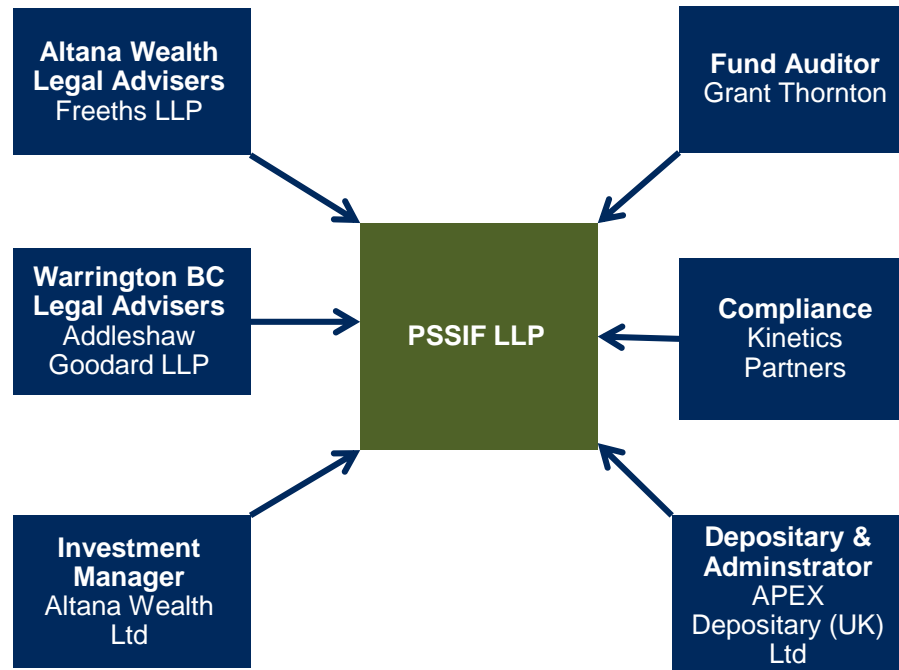 Altana Wealth
Legal Advisers
Freeths LLP
Fund Auditor
Grant Thornton
Warrington BC
Legal Advisers
Addleshaw
Goodard LLP
PSSIF LLP
Compliance
Kinetics
Partners
Investment
Manager
Altana Wealth
Ltd
Depositary &
Adminstrator
APEX
Depositary (UK)
Ltd